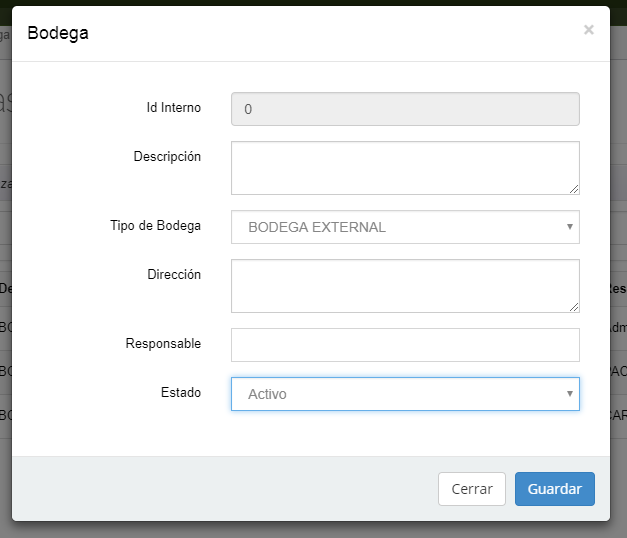 Bodega ×
Id Interno 0
Descripción
Tipo de Bodega BODEGA EXTERNAL
Dirección
Responsable
Estado Activo
Cerrar Guardar